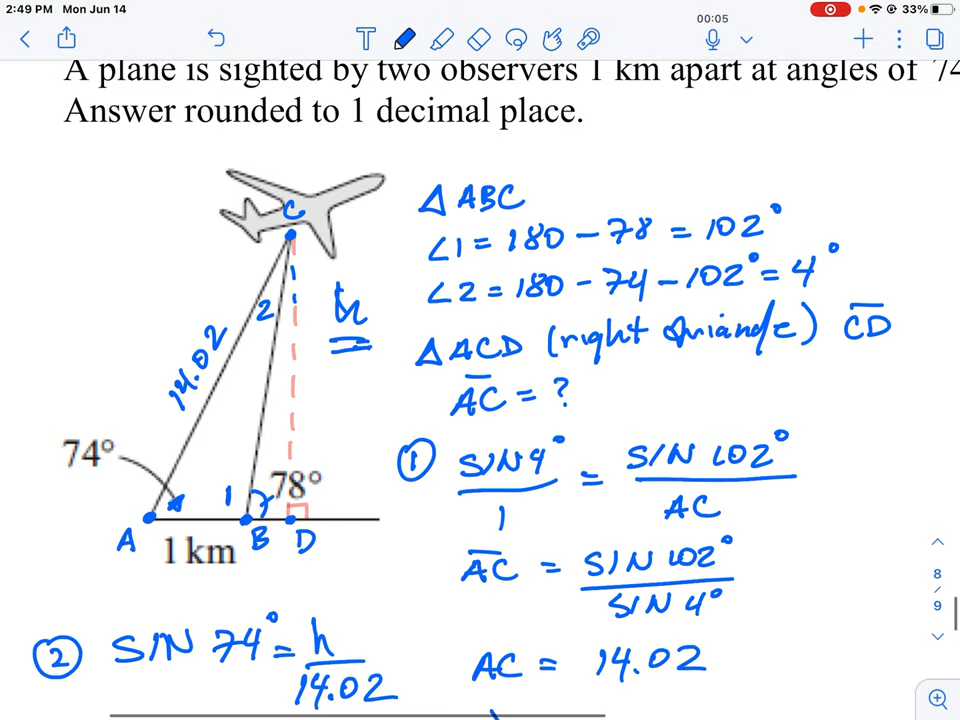 2:49 PM Mon Jun 14
33%
00:05
T
A plane is sighted by two observers 1 km apart at angles of 74
Answer rounded to 1 decimal place.
C
2
h
14.02
74°
1
78°
A
B
D
1 km
△ ABC
∠1 = 180 - 78 = 102°
∠2 = 180 - 74 - 102° = 4°
△ ACD (right triangle) C̅D̅
A̅C̅ = ?
① SIN 4° / 1 = SIN 102° / AC
A̅C̅ = SIN 102° / SIN 4°
AC = 14.02
② SIN 74° = h / 14.02
8
/
9